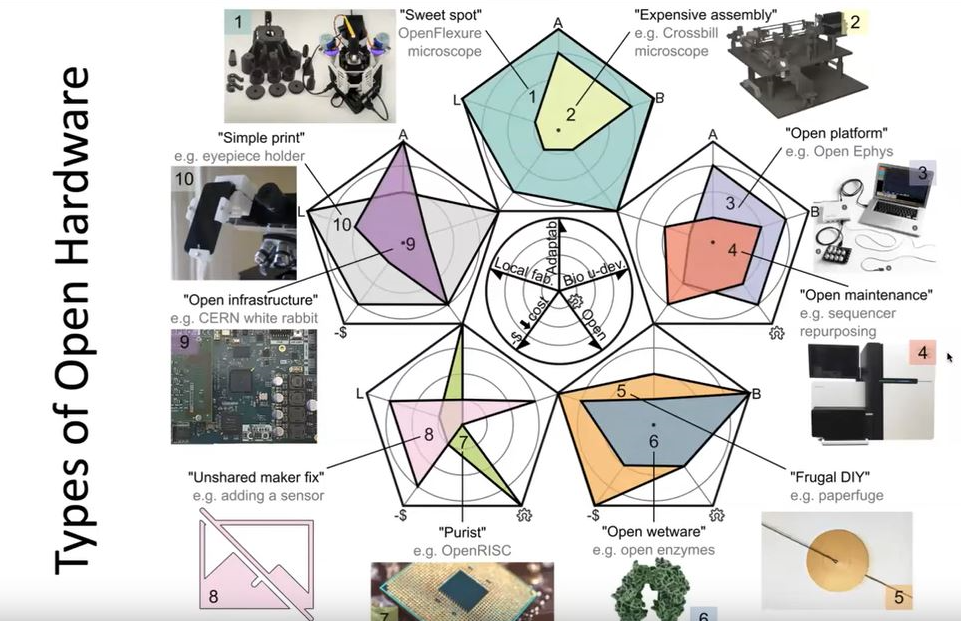 Types of Open Hardware
1
"Sweet spot"
OpenFlexure
microscope
A
"Expensive assembly"
e.g. Crossbill
microscope
2
L
1
2
B
"Simple print"
e.g. eyepiece holder
A
10
L
10
9
"Open infrastructure"
e.g. CERN white rabbit
-$
9
Adaptab.
Local fab.
Bio u-dev.
$ cost
Open
A
"Open platform"
e.g. Open Ephys
3
3
B
4
"Open maintenance"
e.g. sequencer
repurposing
4
L
8
7
"Unshared maker fix"
e.g. adding a sensor
-$
8
"Purist"
e.g. OpenRISC
7
5
B
6
"Frugal DIY"
e.g. paperfuge
-$
"Open wetware"
e.g. open enzymes
6
5